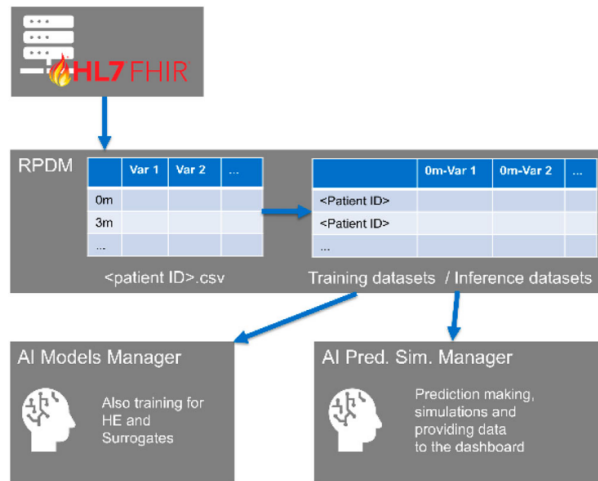 HL7 FHIR
RPDM
Var 1 Var 2 ...
0m
3m
...
<patient ID>.csv
0m-Var 1 0m-Var 2 ...
<Patient ID>
<Patient ID>
...
Training datasets / Inference datasets
AI Models Manager
Also training for
HE and
Surrogates
AI Pred. Sim. Manager
Prediction making,
simulations and
providing data
to the dashboard